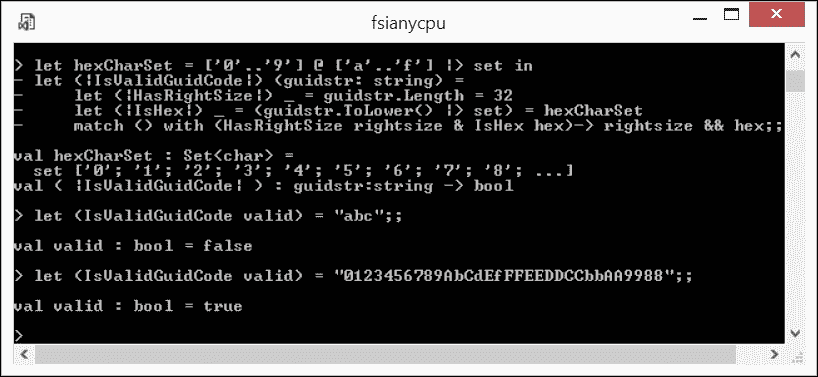 fsianycpu
> let hexCharSet = ['0'..'9'] @ ['a'..'f'] |> set in
- let (|IsValidGuidCode|) (guidstr: string) =
-     let (|HasRightSize|) _ = guidstr.Length = 32
-     let (|IsHex|) _ = (guidstr.ToLower() |> set) = hexCharSet
-     match () with (HasRightSize rightsize & IsHex hex)-> rightsize && hex;;
val hexCharSet : Set<char> =
  set ['0'; '1'; '2'; '3'; '4'; '5'; '6'; '7'; '8'; ...]
val ( |IsValidGuidCode| ) : guidstr:string -> bool
> let (IsValidGuidCode valid) = "abc";;
val valid : bool = false
> let (IsValidGuidCode valid) = "0123456789AbCdEfFFEEDDCCbbAA9988";;
val valid : bool = true
>